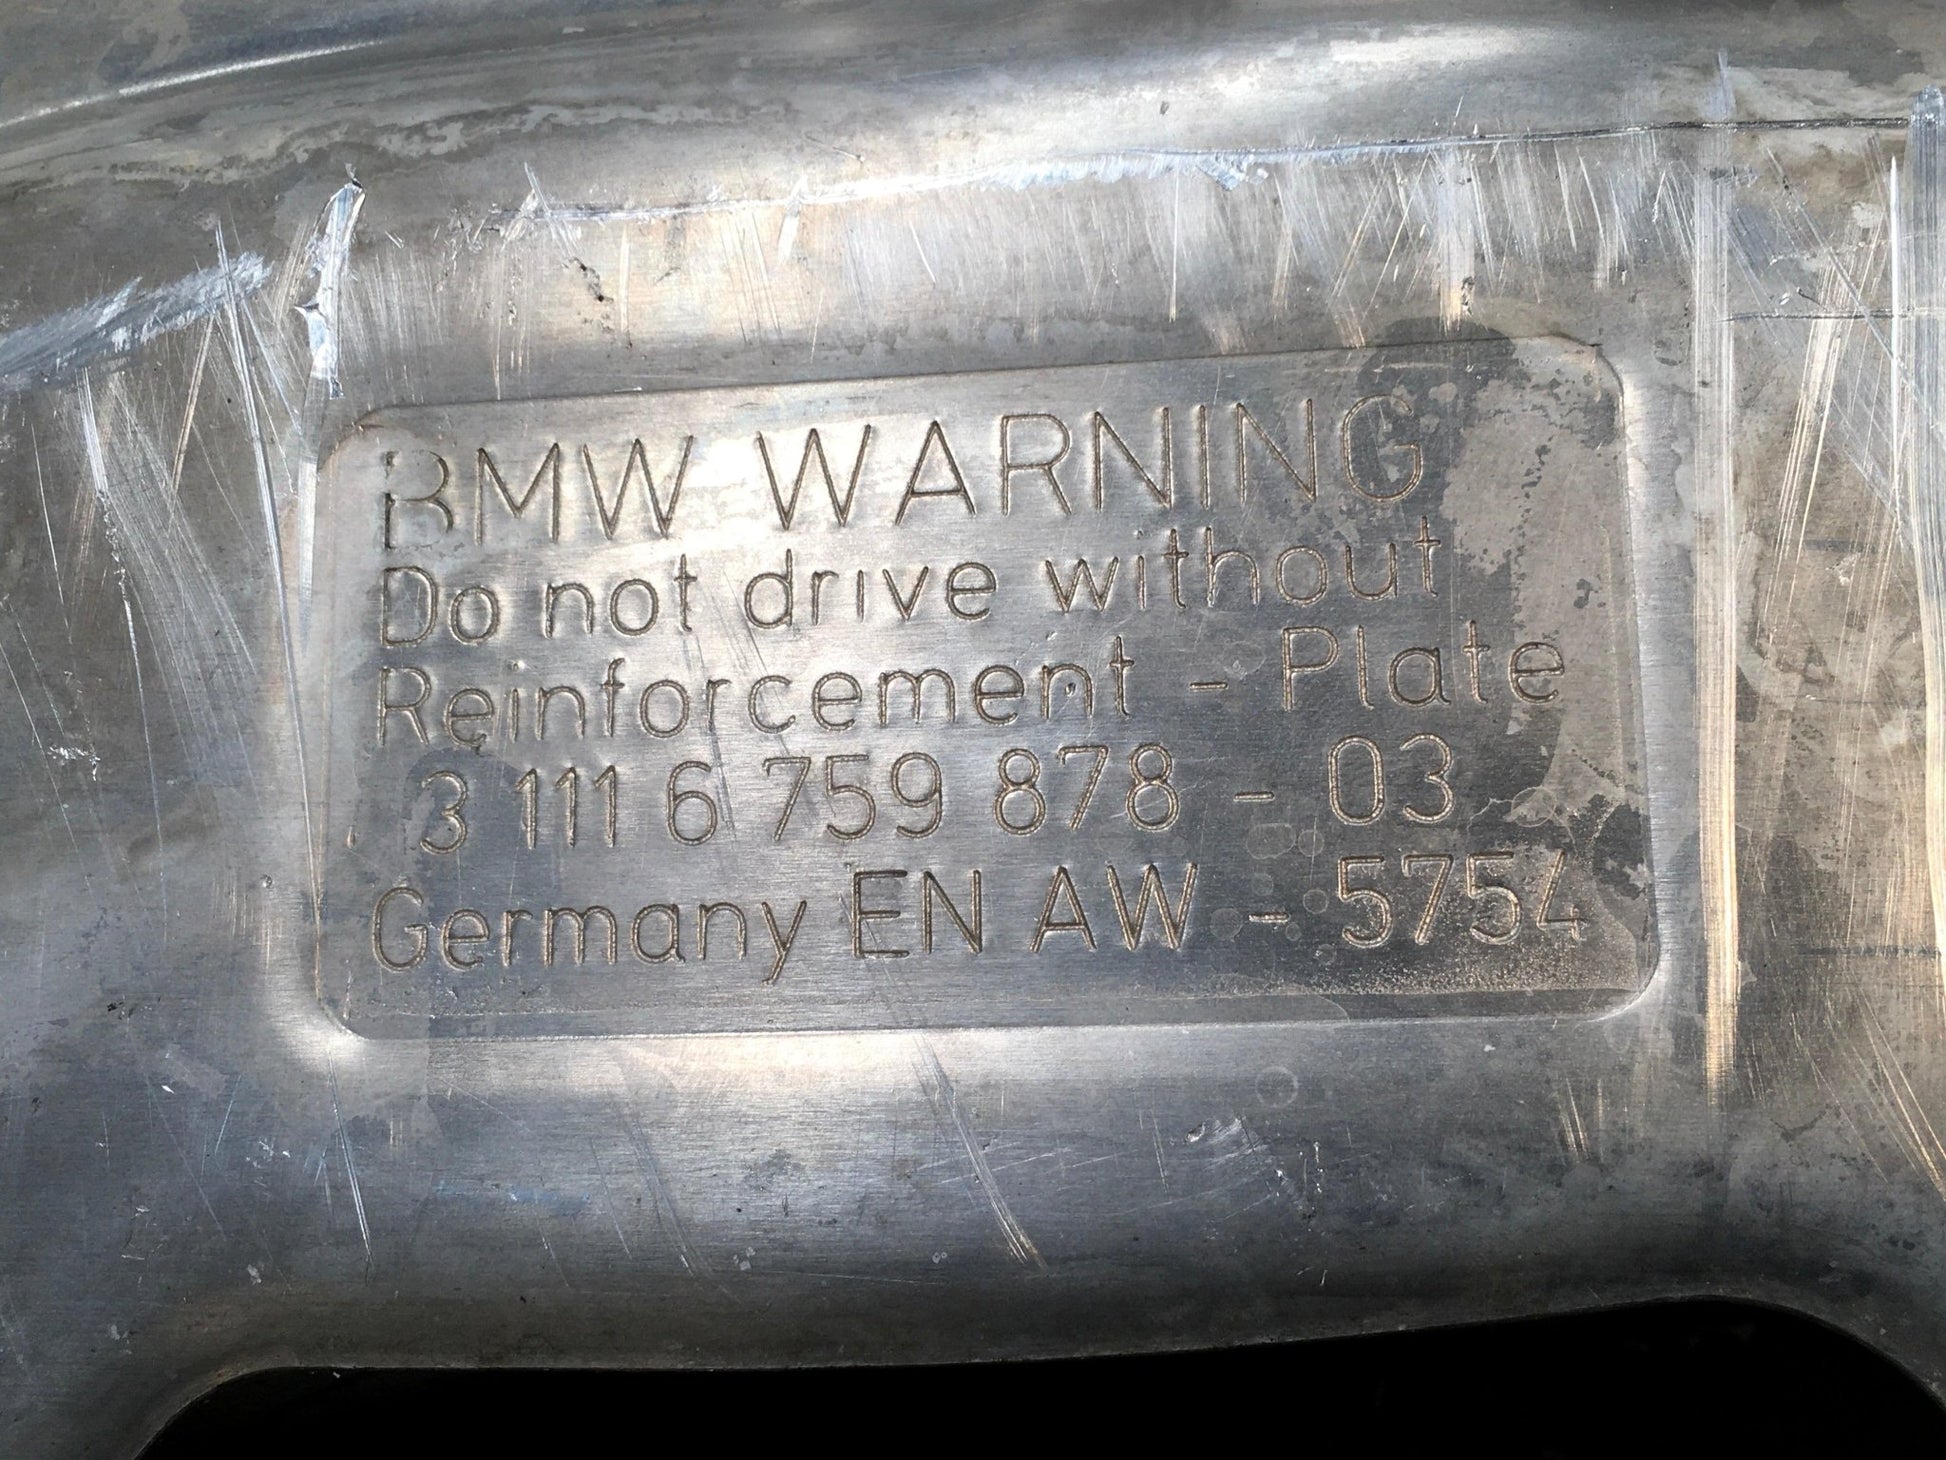 BMW WARNING
Do not drive without
Reinforcement - Plate
3 111 6 759 878 - 03
Germany EN AW - 5754